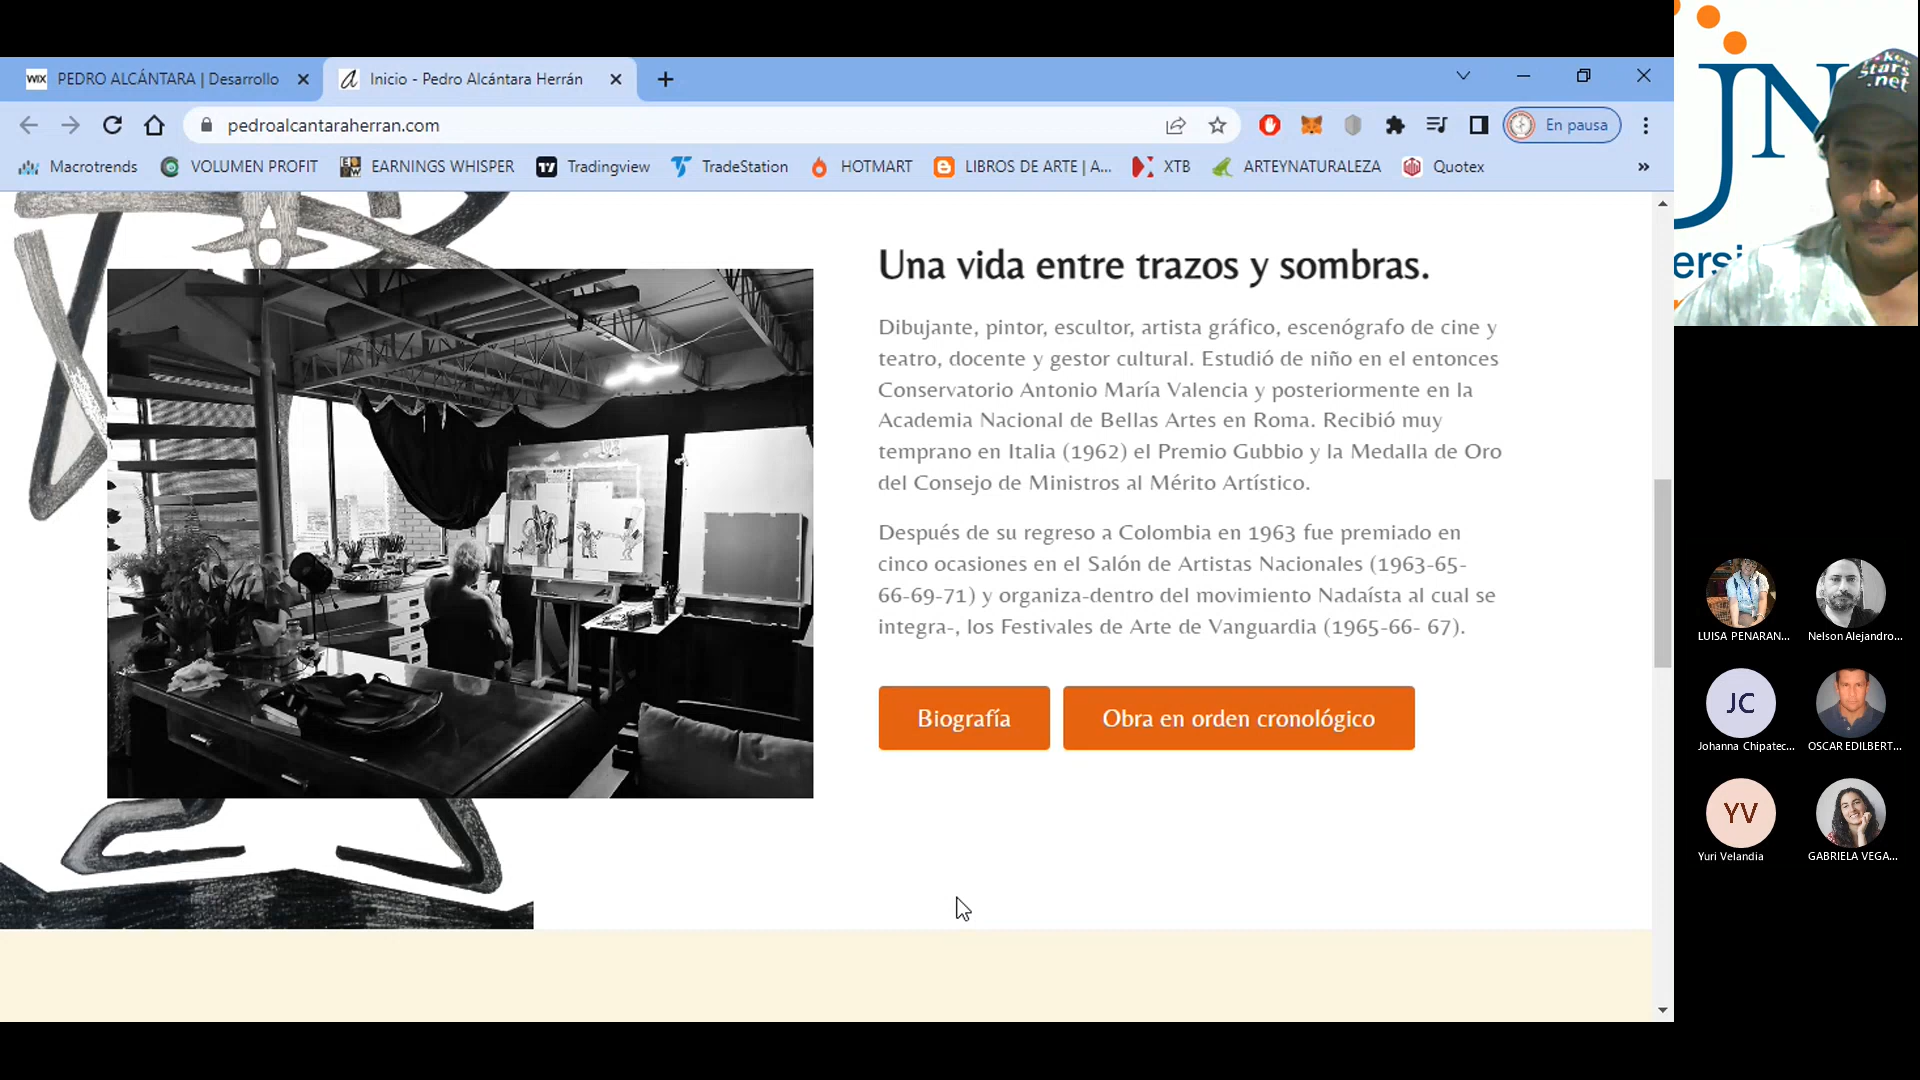 WIX PEDRO ALCÁNTARA | Desarrollo
Inicio - Pedro Alcántara Herrán
pedroalcantaraherran.com
En pausa
Macrotrends
VOLUMEN PROFIT
EARNINGS WHISPER
Tradingview
TradeStation
HOTMART
LIBROS DE ARTE | A...
XTB
ARTEYNATURALEZA
Quotex
»
Una vida entre trazos y sombras.
Dibujante, pintor, escultor, artista gráfico, escenógrafo de cine y
teatro, docente y gestor cultural. Estudió de niño en el entonces
Conservatorio Antonio María Valencia y posteriormente en la
Academia Nacional de Bellas Artes en Roma. Recibió muy
temprano en Italia (1962) el Premio Gubbio y la Medalla de Oro
del Consejo de Ministros al Mérito Artístico.
Después de su regreso a Colombia en 1963 fue premiado en
cinco ocasiones en el Salón de Artistas Nacionales (1963-65-
66-69-71) y organiza-dentro del movimiento Nadaísta al cual se
integra-, los Festivales de Arte de Vanguardia (1965-66- 67).
Biografía
Obra en orden cronológico
JN
ersi
Stars
.net
LUISA PENARAN...
Nelson Alejandro...
JC
Johanna Chipatec...
OSCAR EDILBERT...
YV
Yuri Velandia
GABRIELA VEGA...